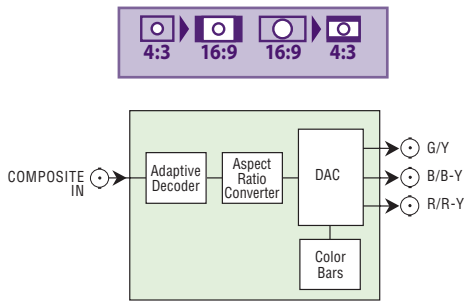 4:3 16:9 16:9 4:3
COMPOSITE
IN
Adaptive
Decoder
Aspect
Ratio
Converter
DAC
Color
Bars
G/Y
B/B-Y
R/R-Y